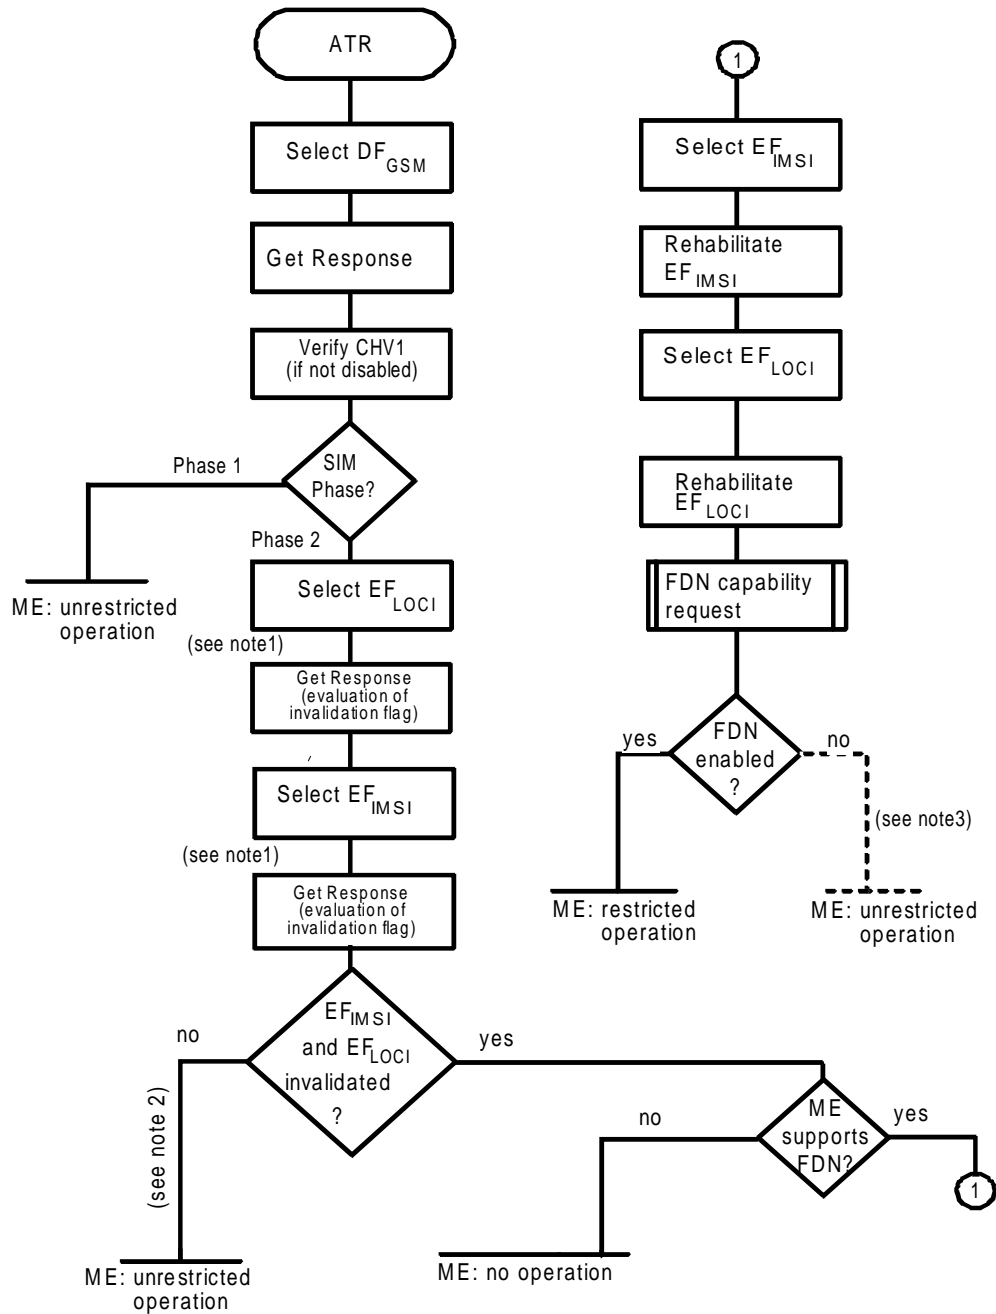 ATR
Select DF GSM
Get Response
Verify CHV1
(if not disabled)
SIM
Phase?
Phase 1
ME: unrestricted
operation
Phase 2
Select EF LOCI
(see note1)
Get Response
(evaluation of
invalidation flag)
Select EF IMSI
(see note1)
Get Response
(evaluation of
invalidation flag)
EF IMSI
and EF LOCI
invalidated
?
no
(see note 2)
ME: unrestricted
operation
yes
ME
supports
FDN?
no
ME: no operation
yes
1
1
Select EF IMSI
Rehabilitate
EF IMSI
Select EF LOCI
Rehabilitate
EF LOCI
FDN capability
request
FDN
enabled
?
yes
ME: restricted
operation
no
(see note3)
ME: unrestricted
operation